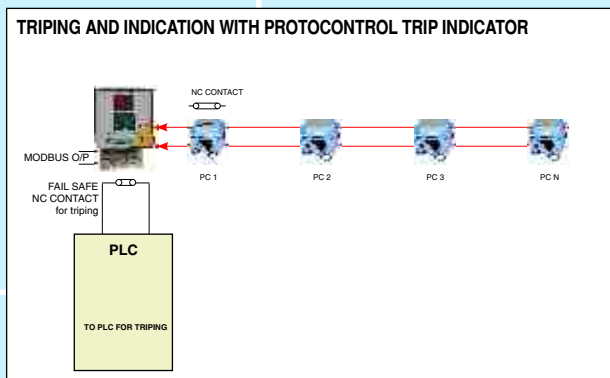 TRIPING AND INDICATION WITH PROTOCONTROL TRIP INDICATOR
NC CONTACT
MODBUS O/P
PC 1
PC 2
PC 3
PC N
FAIL SAFE
NC CONTACT
for triping
PLC
TO PLC FOR TRIPING